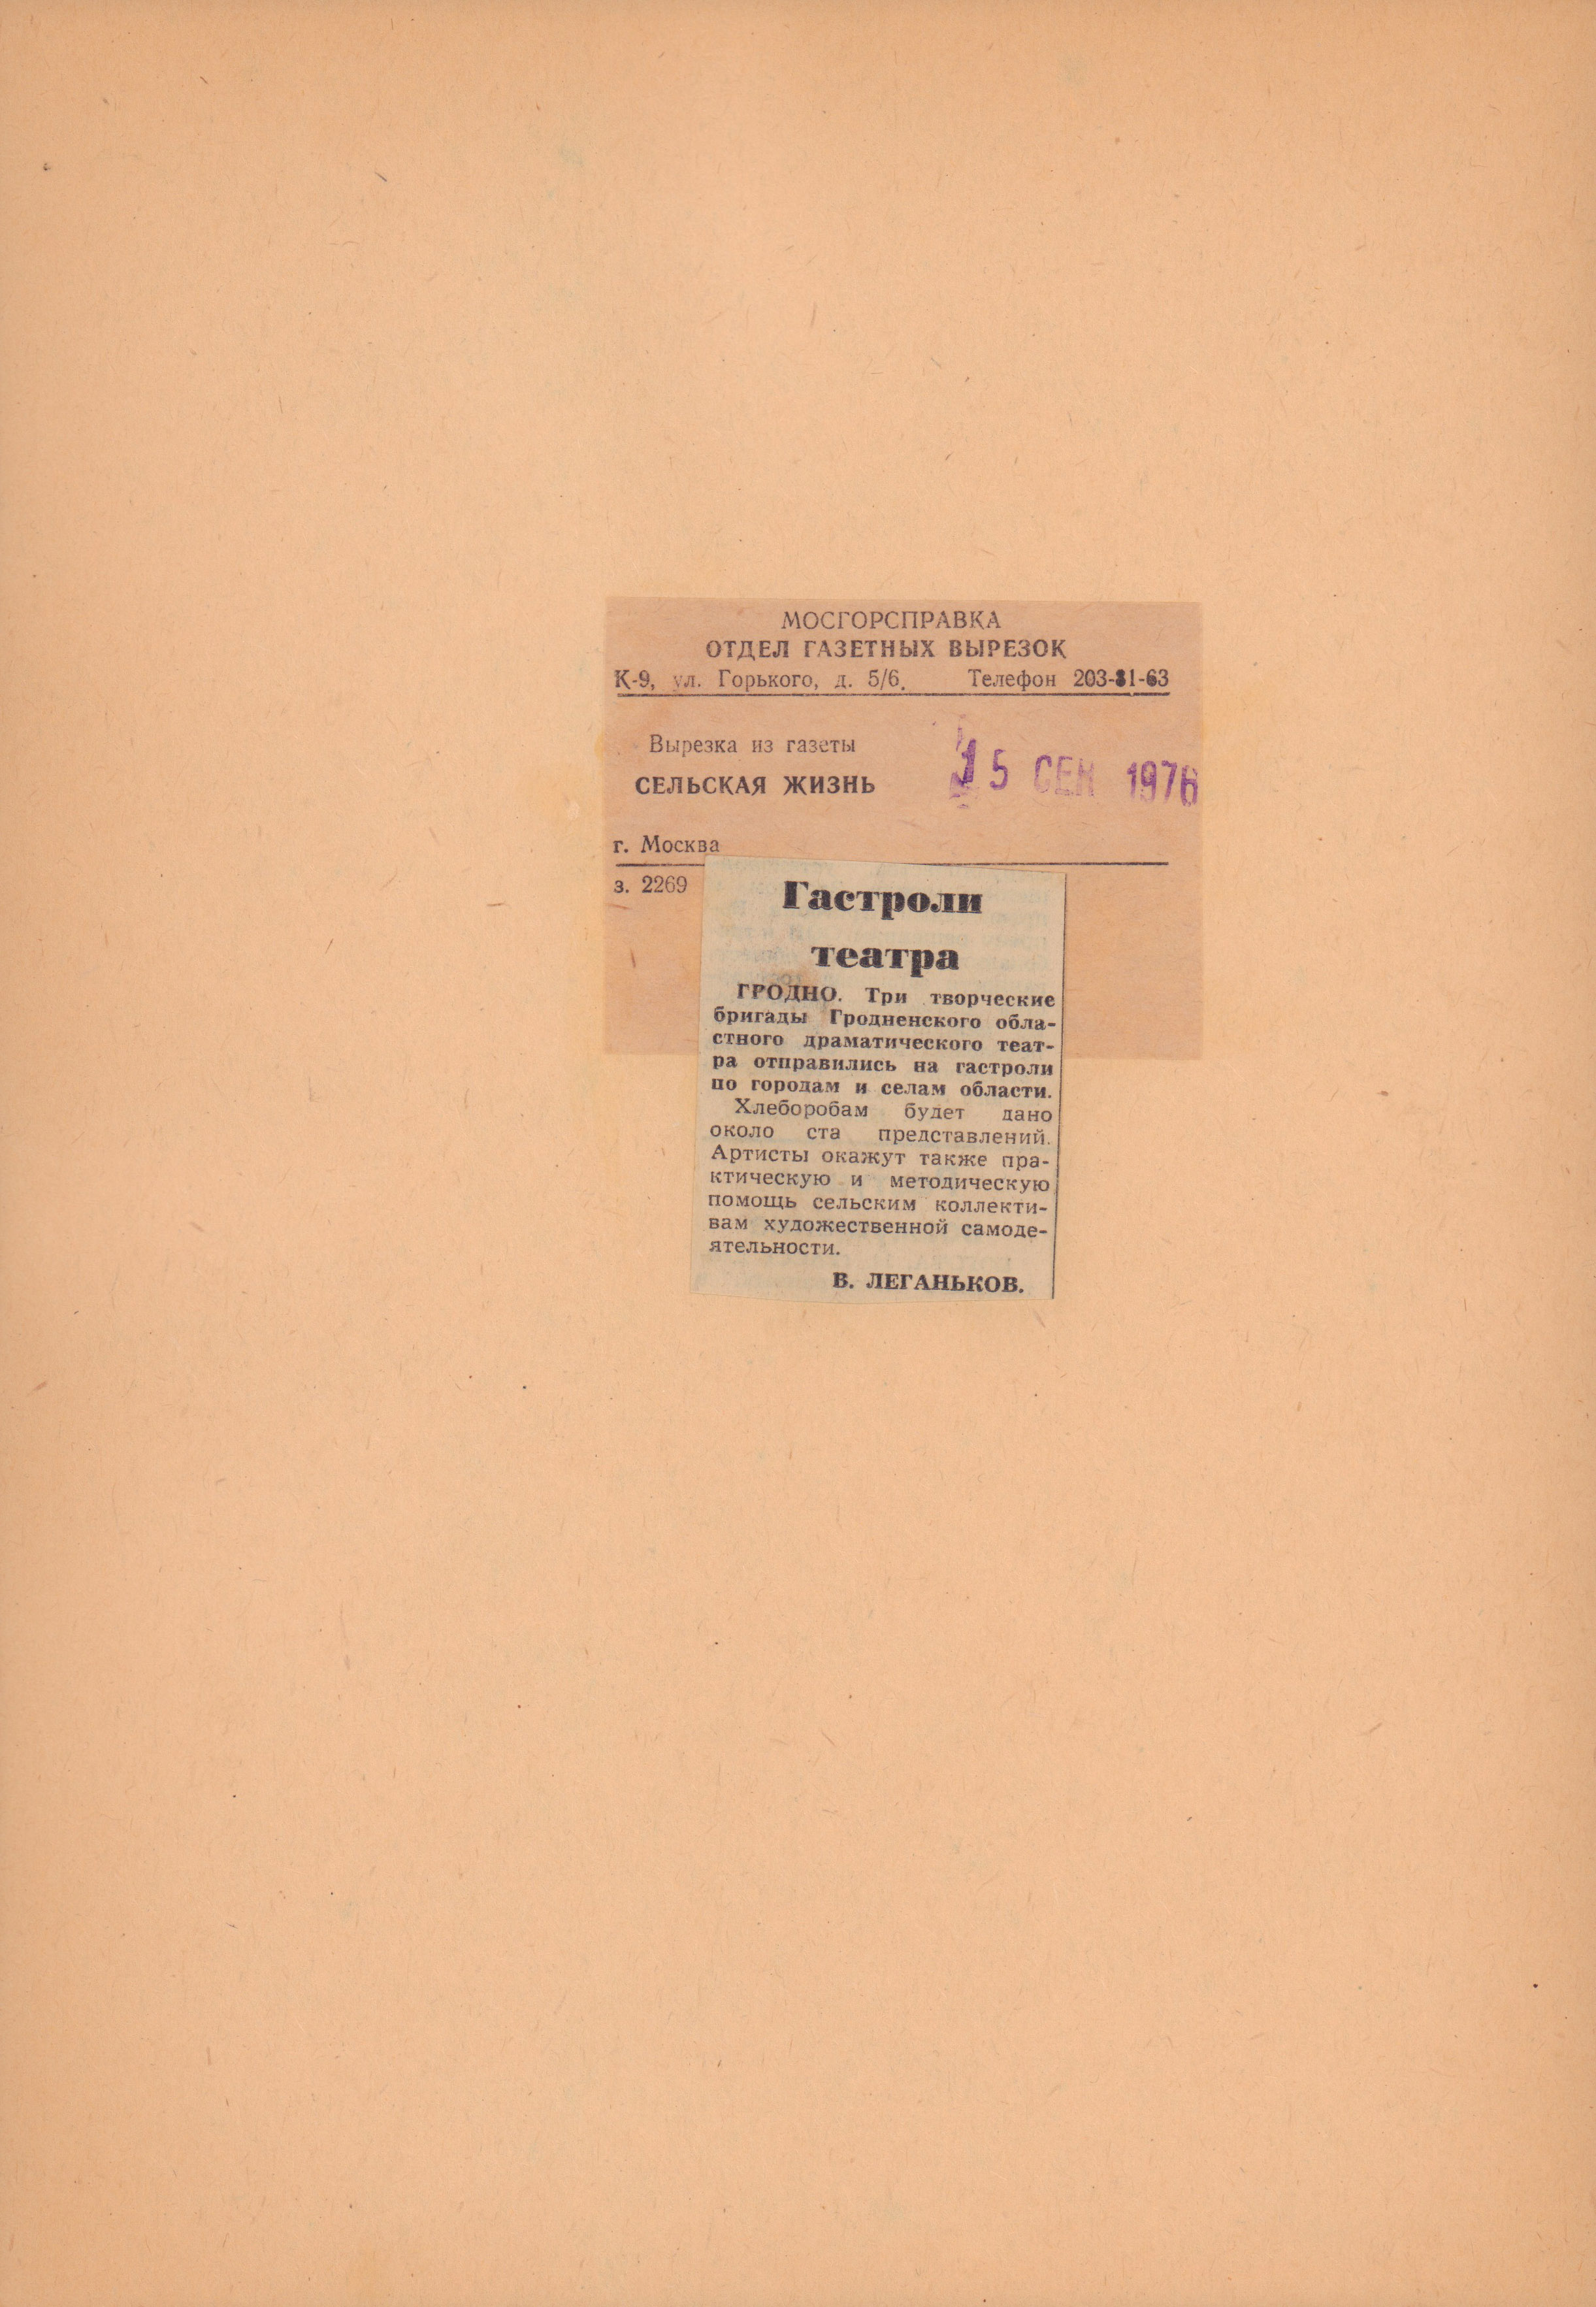 МОСГОРСПРАВКА
ОТДЕЛ ГАЗЕТНЫХ ВЫРЕЗОК
К-9, ул. Горького, д. 5/6. Телефон 203-81-63
Вырезка из газеты
СЕЛЬСКАЯ ЖИЗНЬ
15 СЕН 1976
г. Москва
з. 2269
Гастроли
театра
ГРОДНО. Три творческие
бригады Гродненского обла-
стного драматического теат-
ра отправились на гастроли
по городам и селам области.
Хлеборобам будет дано
около ста представлений.
Артисты окажут также пра-
ктическую и методическую
помощь сельским коллекти-
вам художественной самоде-
ятельности.
В. ЛЕГАНЬКОВ.